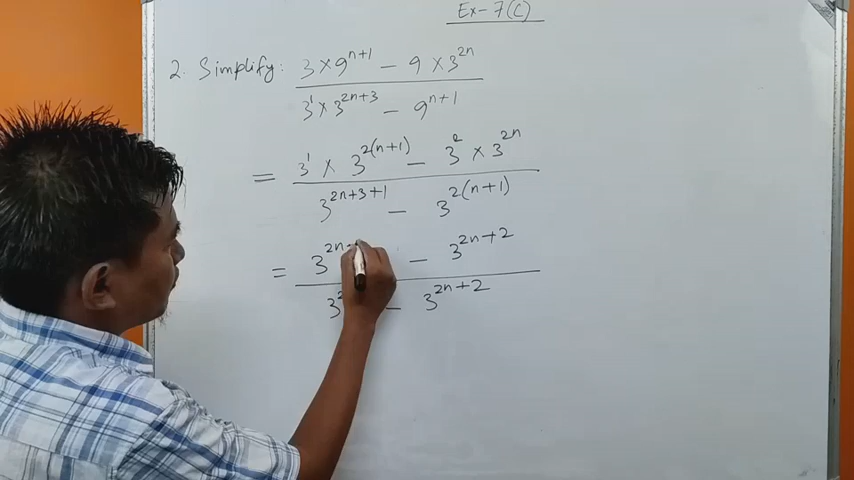 Ex-7(C)
2. Simplify: 3 × 9^(n+1) − 9 × 3^(2n)
3^1 × 3^(2n+3) − 9^(n+1)
= 3^1 × 3^(2(n+1)) − 3^2 × 3^(2n)
3^(2n+3+1) − 3^(2(n+1))
= 3^(2n+ − 3^(2n+2)
3^2 − 3^(2n+2)